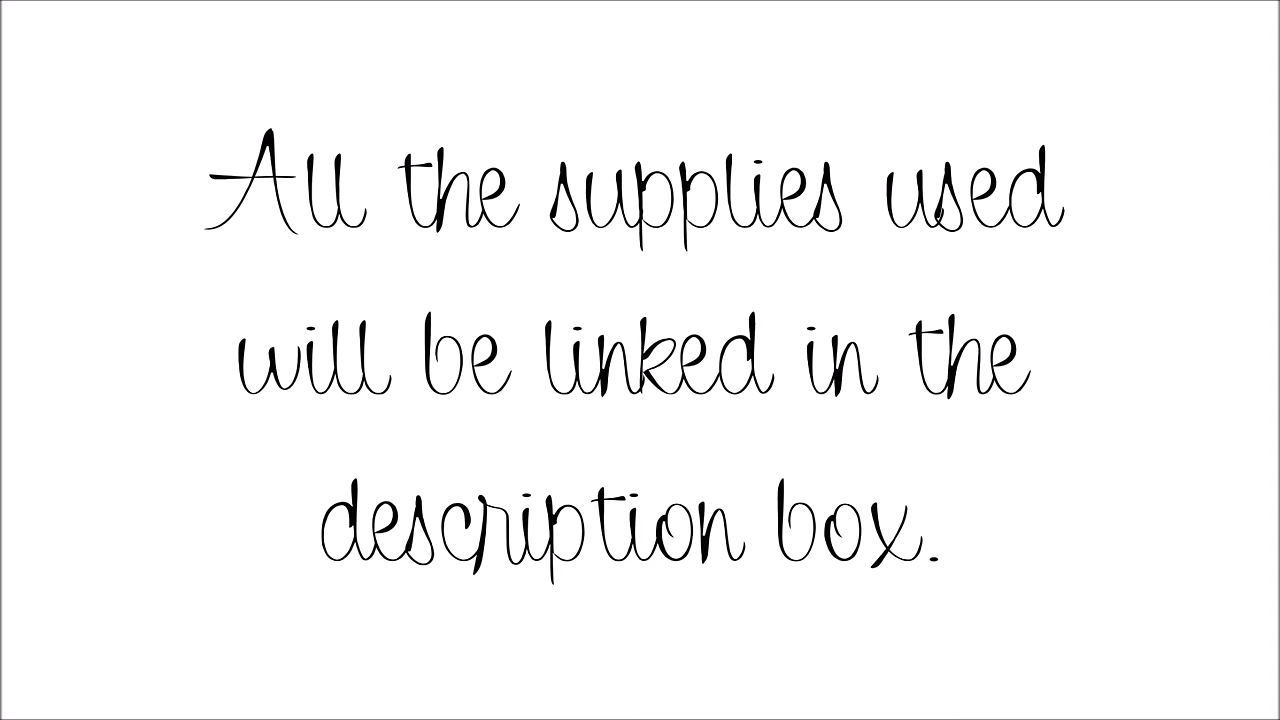 All the supplies used
will be linked in the
description box.